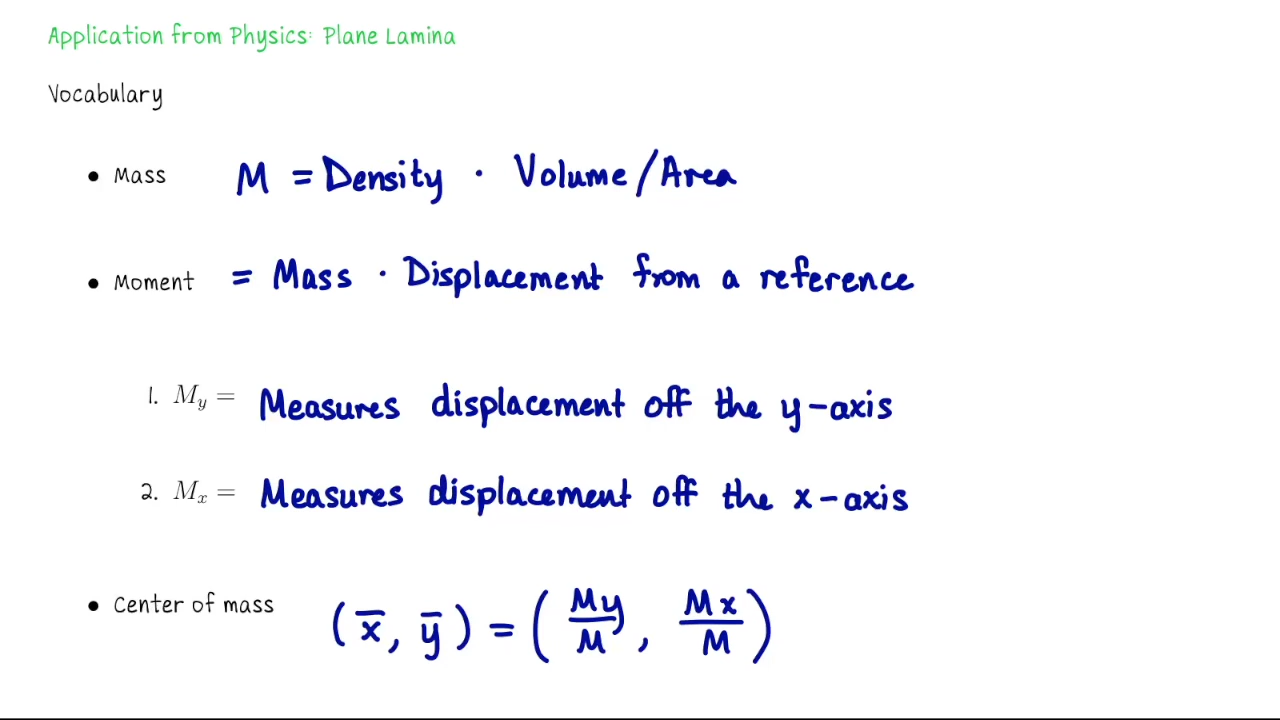 Application from Physics: Plane Lamina
Vocabulary
• Mass M = Density · Volume/Area
• Moment = Mass · Displacement from a reference
1. M_y = Measures displacement off the y-axis
2. M_x = Measures displacement off the x-axis
• Center of mass (x̅, y̅) = (My/M, Mx/M)